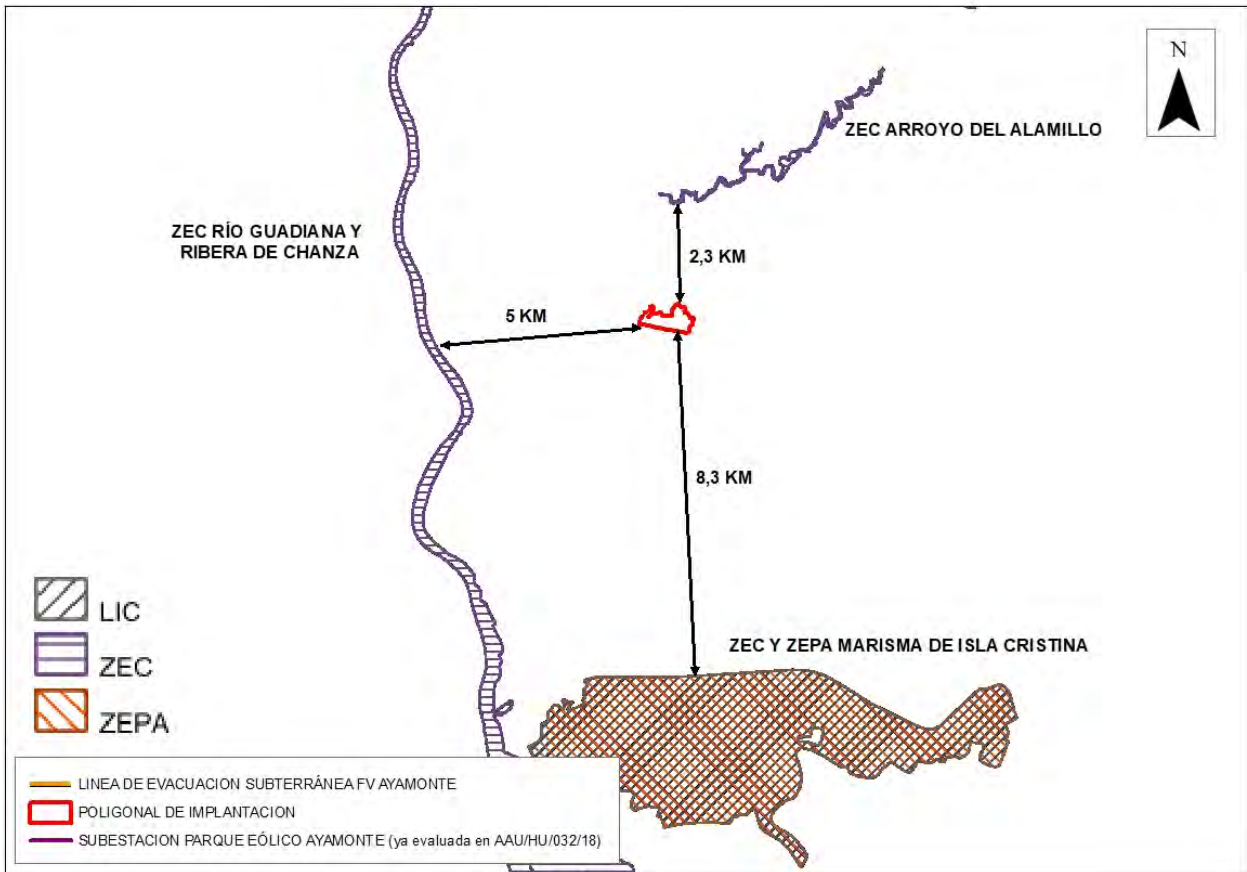 N
ZEC ARROYO DEL ALAMILLO
ZEC RÍO GUADIANA Y
RIBERA DE CHANZA
2,3 KM
5 KM
8,3 KM
ZEC Y ZEPA MARISMA DE ISLA CRISTINA
LIC
ZEC
ZEPA
LINEA DE EVACUACION SUBTERRÁNEA FV AYAMONTE
POLIGONAL DE IMPLANTACION
SUBESTACION PARQUE EÓLICO AYAMONTE (ya evaluada en AAU/HU/032/18)